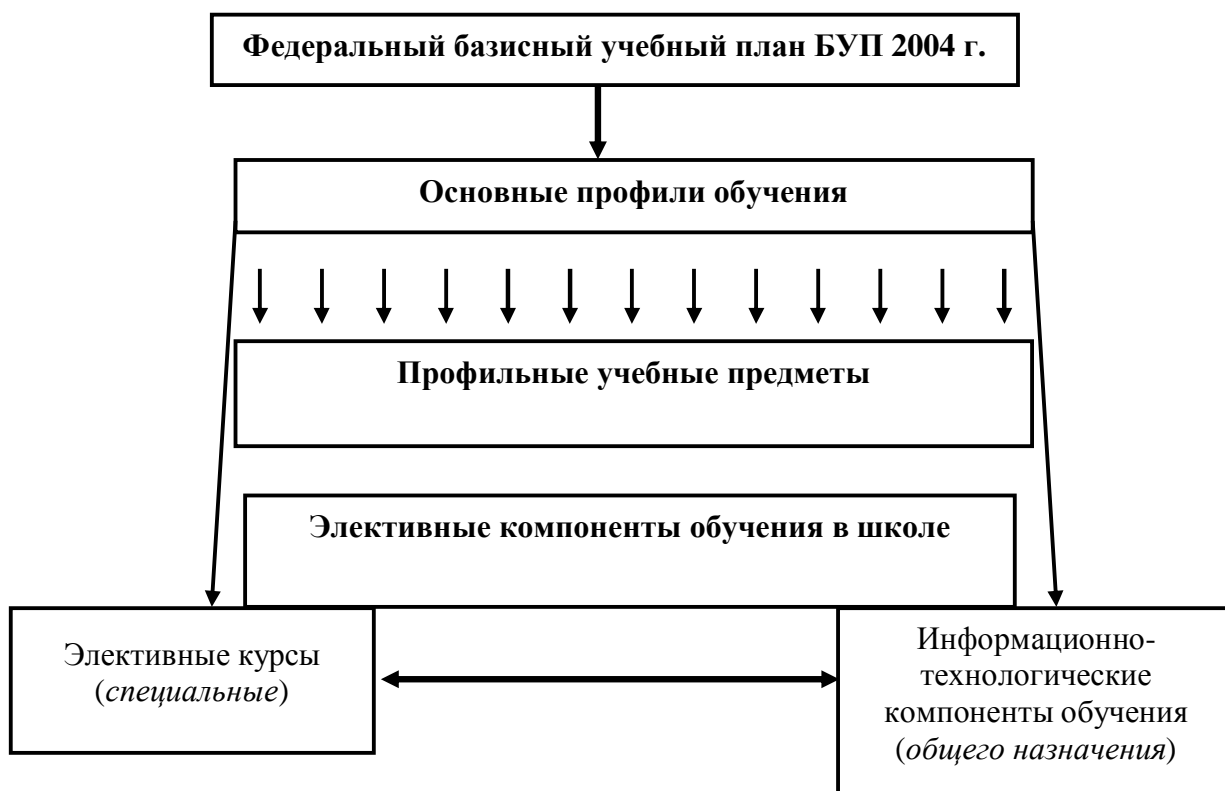 Федеральный базисный учебный план БУП 2004 г.
Основные профили обучения
Профильные учебные предметы
Элективные компоненты обучения в школе
Элективные курсы
(специальные)
Информационно-
технологические
компоненты обучения
(общего назначения)